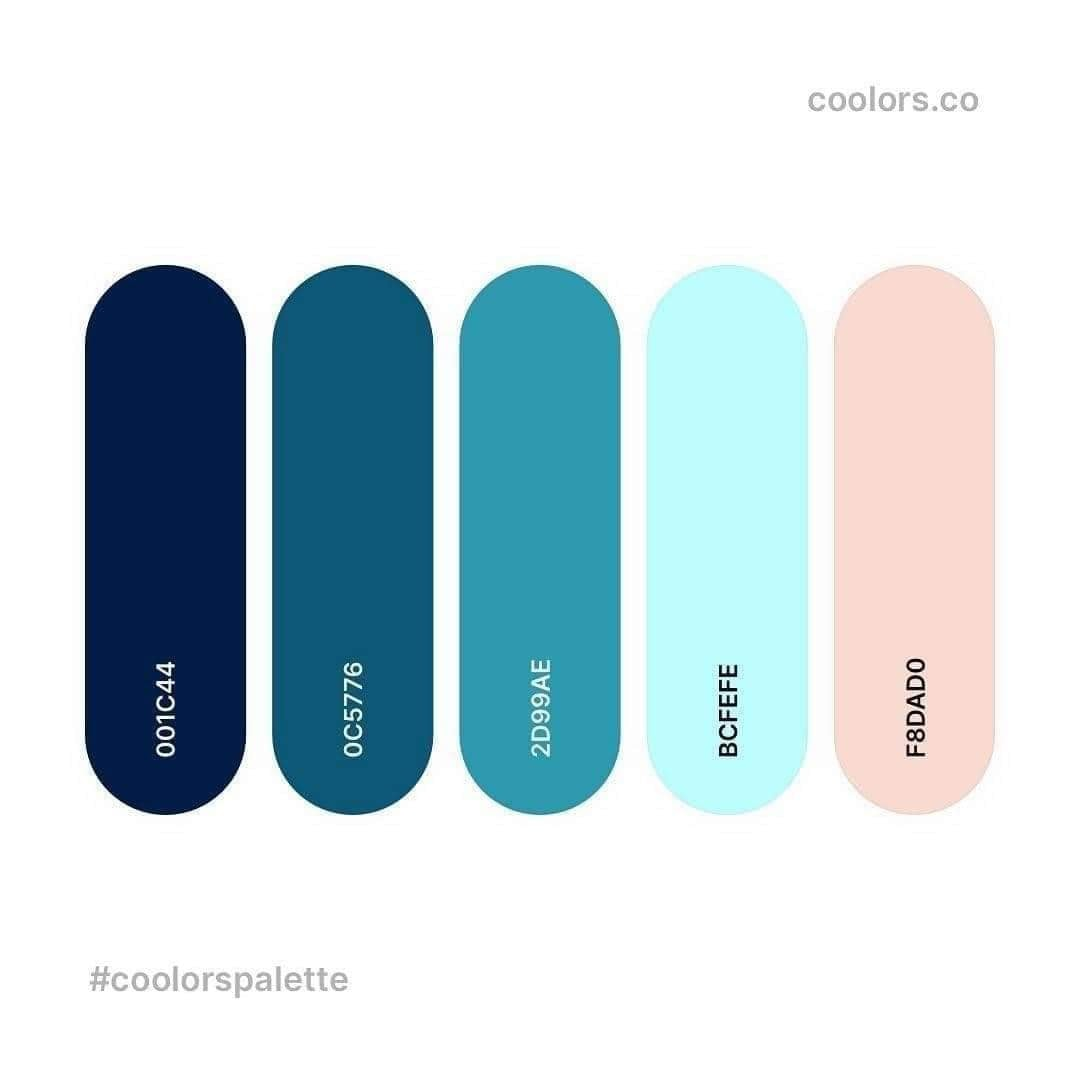 coolors.co
001C44
0C5776
2D99AE
BCFEFE
F8DAD0
#coolorspalette